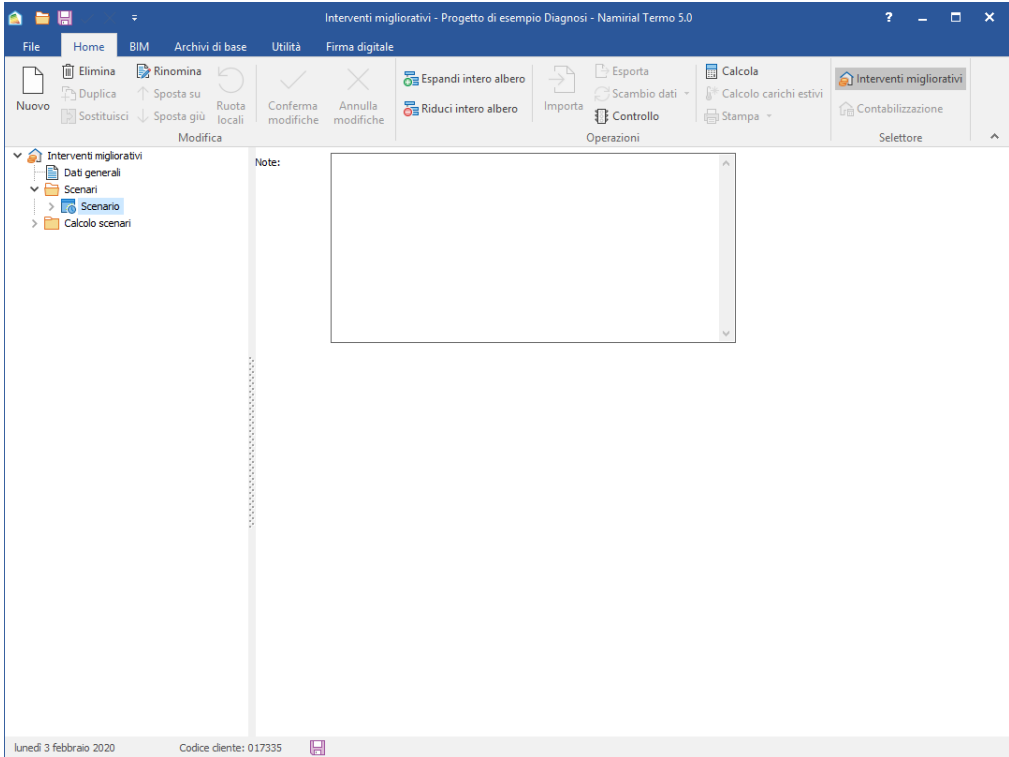 Interventi migliorativi - Progetto di esempio Diagnosi - Namirial Termo 5.0
?
File Home BIM Archivi di base Utilità Firma digitale
Nuovo
Elimina
Duplica
Sostituisci
Rinomina
Sposta su
Sposta giù
Ruota
locali
Modifica
Conferma
modifiche
Annulla
modifiche
Espandi intero albero
Riduci intero albero
Importa
Esporta
Scambio dati
Controllo
Operazioni
Calcola
Calcolo carichi estivi
Stampa
Interventi migliorativi
Contabilizzazione
Selettore
Interventi migliorativi
Dati generali
Scenari
Scenario
Calcolo scenari
Note:
lunedì 3 febbraio 2020 Codice cliente: 017335